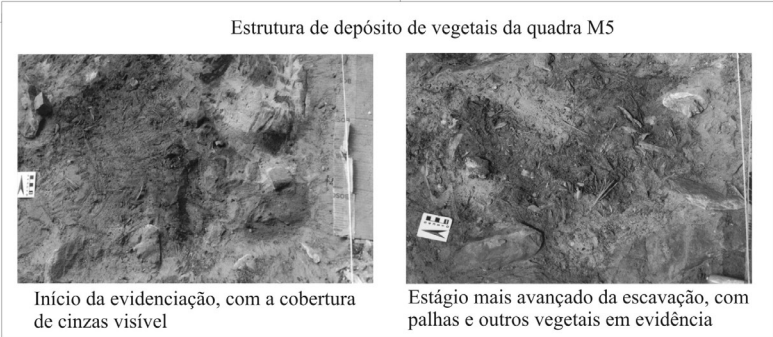 Estrutura de depósito de vegetais da quadra M5
Início da evidenciação, com a cobertura
de cinzas visível
Estágio mais avançado da escavação, com
palhas e outros vegetais em evidência